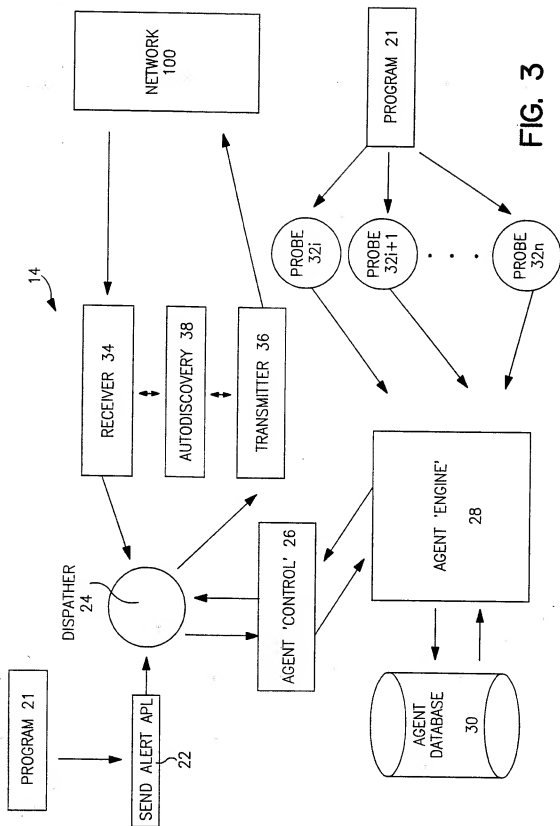 PROGRAM 21
SEND ALERT APL
22
DISPATHER
24
14
RECEIVER 34
AUTODISCOVERY 38
TRANSMITTER 36
NETWORK
100
AGENT 'CONTROL' 26
AGENT 'ENGINE'
28
AGENT
DATABASE
30
PROBE
32i
PROBE
32i+1
. . .
PROBE
32n
PROGRAM 21
FIG. 3